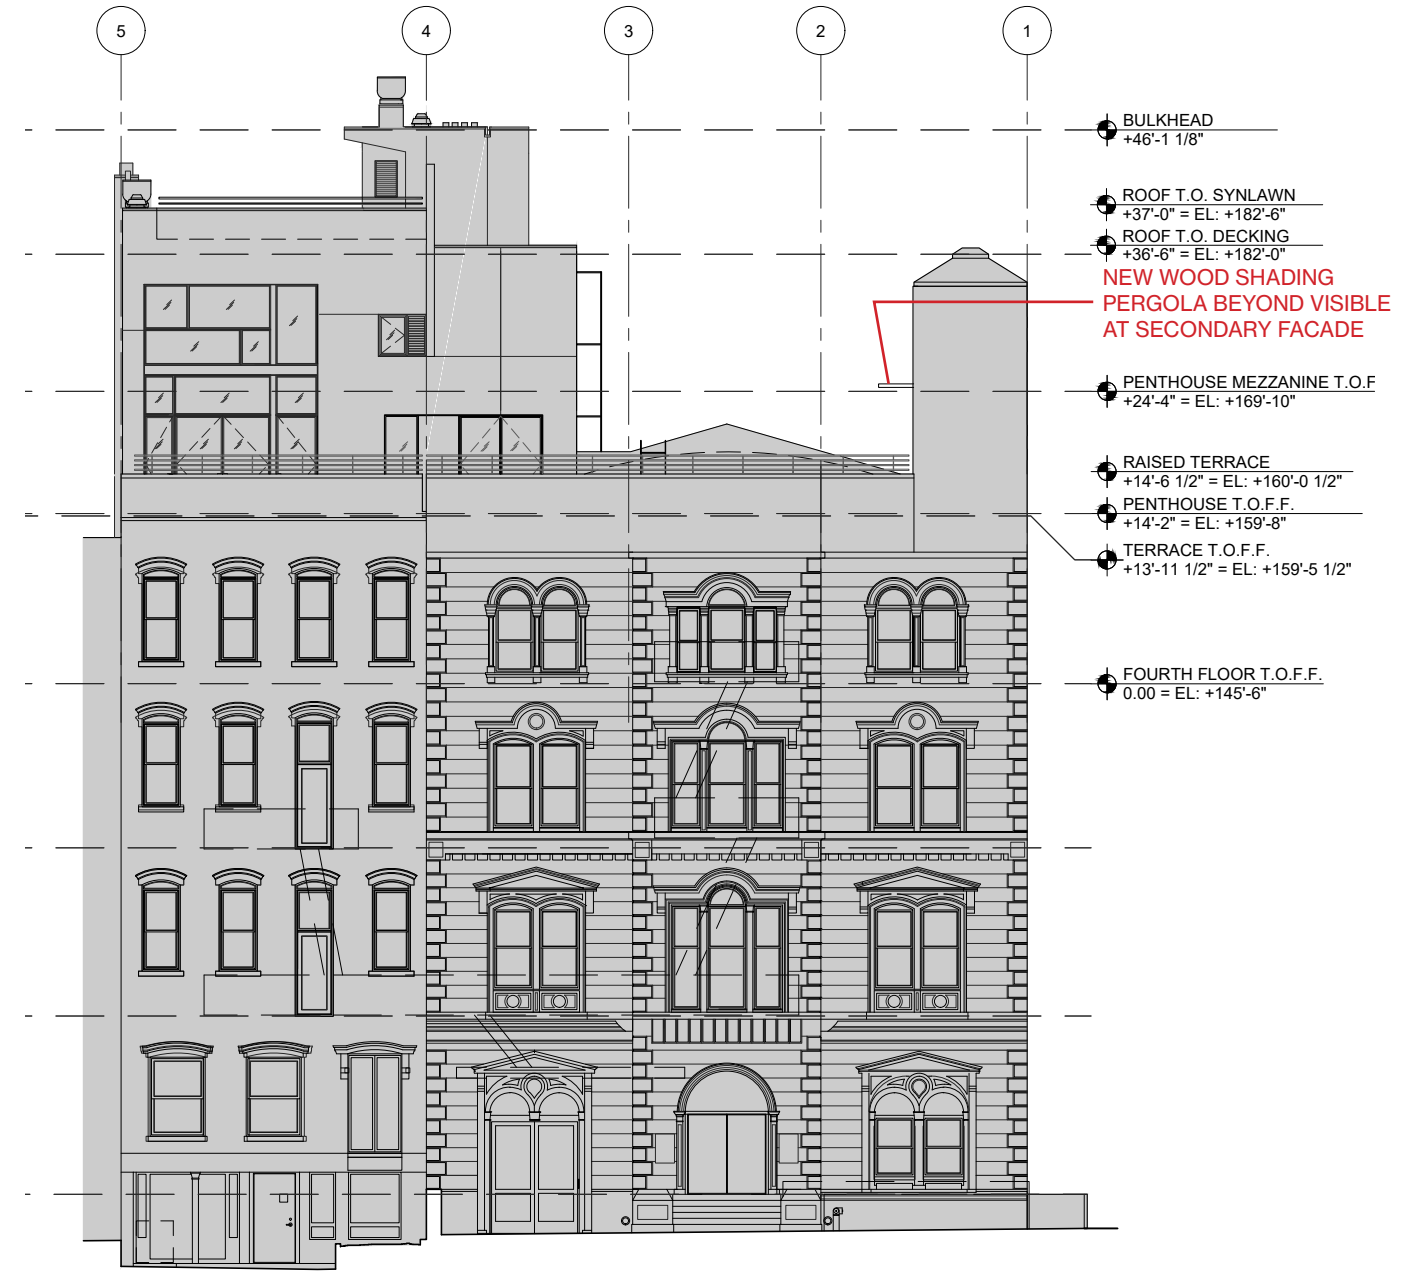 5 4 3 2 1
BULKHEAD
+46'-1 1/8"
ROOF T.O. SYNLAWN
+37'-0" = EL: +182'-6"
ROOF T.O. DECKING
+36'-6" = EL: +182'-0"
NEW WOOD SHADING
PERGOLA BEYOND VISIBLE
AT SECONDARY FACADE
PENTHOUSE MEZZANINE T.O.F
+24'-4" = EL: +169'-10"
RAISED TERRACE
+14'-6 1/2" = EL: +160'-0 1/2"
PENTHOUSE T.O.F.F.
+14'-2" = EL: +159'-8"
TERRACE T.O.F.F.
+13'-11 1/2" = EL: +159'-5 1/2"
FOURTH FLOOR T.O.F.F.
0.00 = EL: +145'-6"